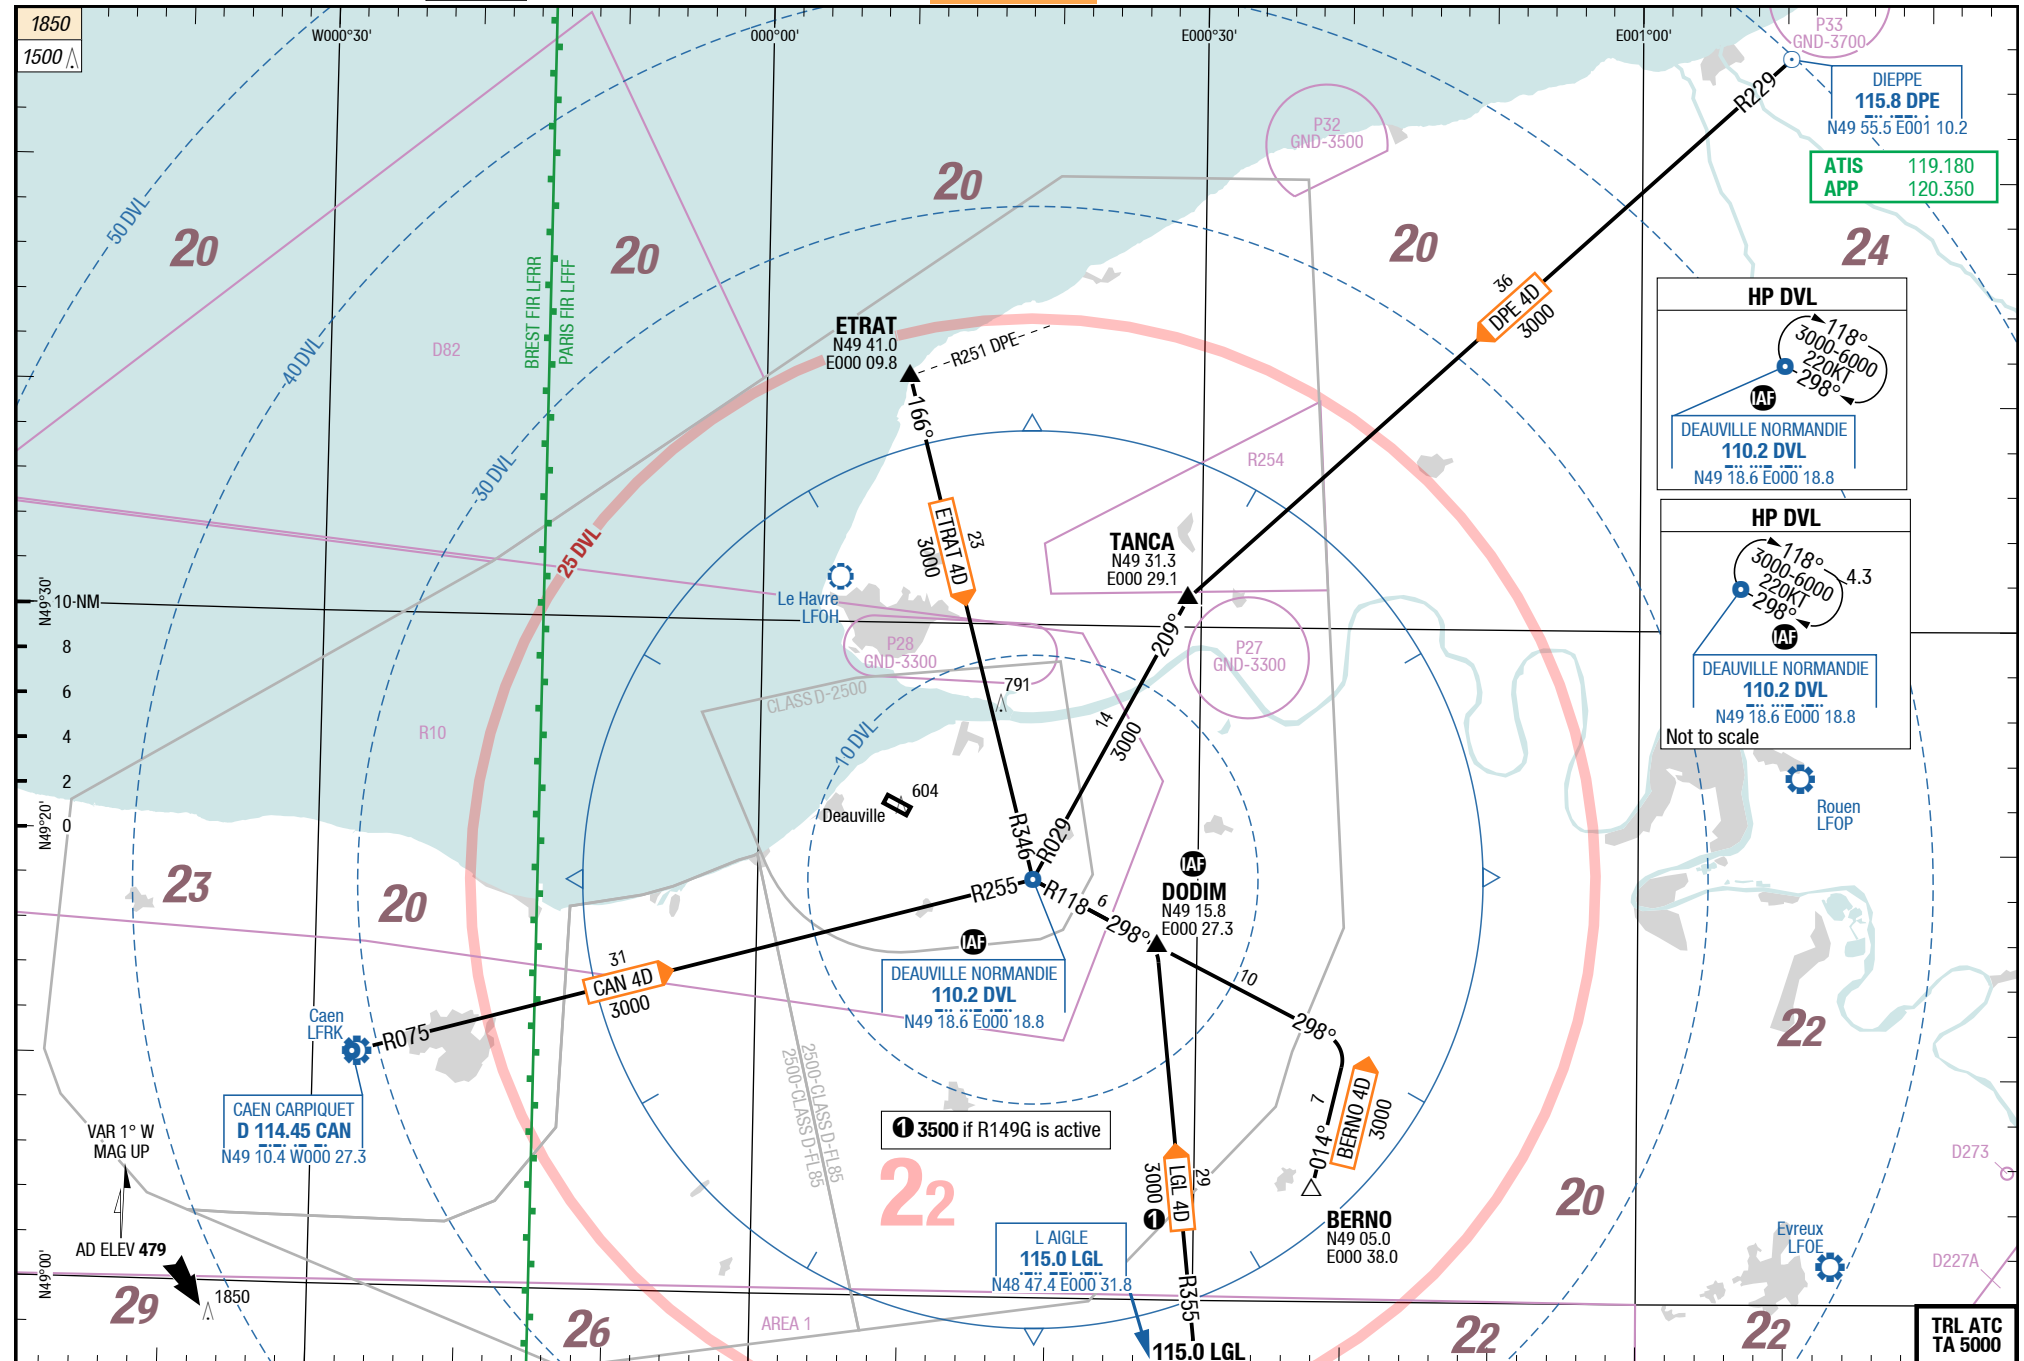 1850
1500
W000°30'
000°00'
E000°30'
E001°00'
P33
GND-3700
DIEPPE
115.8 DPE
N49 55.5 E001 10.2
R229
ATIS 119.180
APP 120.350
P32
GND-3500
50 DVL
20
20
20
20
24
BREST FIR LFRR
PARIS FIR LFFF
D82
40 DVL
ETRAT
N49 41.0
E000 09.8
R251 DPE
36
DPE 4D
3000
HP DVL
118°
3000-6000
220KT
298°
IAF
DEAUVILLE NORMANDIE
110.2 DVL
N49 18.6 E000 18.8
166°
30 DVL
R254
ETRAT 4D
23
3000
25 DVL
TANCA
N49 31.3
E000 29.1
HP DVL
118°
3000-6000
220KT
298°
4.3
IAF
DEAUVILLE NORMANDIE
110.2 DVL
N49 18.6 E000 18.8
Not to scale
N49°30'
10 NM
8
6
4
2
0
N49°20'
Le Havre
LFOH
P28
GND-3300
209°
P27
GND-3300
CLASS D-2500
791
R10
14
3000
10 DVL
604
Deauville
Rouen
LFOP
R346
R029
23
20
R255
R118
6
298°
IAF
DODIM
N49 15.8
E000 27.3
31
CAN 4D
3000
IAF
DEAUVILLE NORMANDIE
110.2 DVL
N49 18.6 E000 18.8
10
298°
22
Caen
LFRK
R075
CAEN CARPIQUET
D 114.45 CAN
N49 10.4 W000 27.3
2500-CLASS D-FL85
2500-CLASS D-FL85
1 3500 if R149G is active
7
014°
BERNO 4D
3000
VAR 1° W
MAG UP
22
LGL 4D
29
3000 1
D273
20
BERNO
N49 05.0
E000 38.0
AD ELEV 479
L AIGLE
115.0 LGL
N48 47.4 E000 31.8
Evreux
LFOE
D227A
N49°00'
1850
29
26
AREA 1
R355
115.0 LGL
22
22
TRL ATC
TA 5000